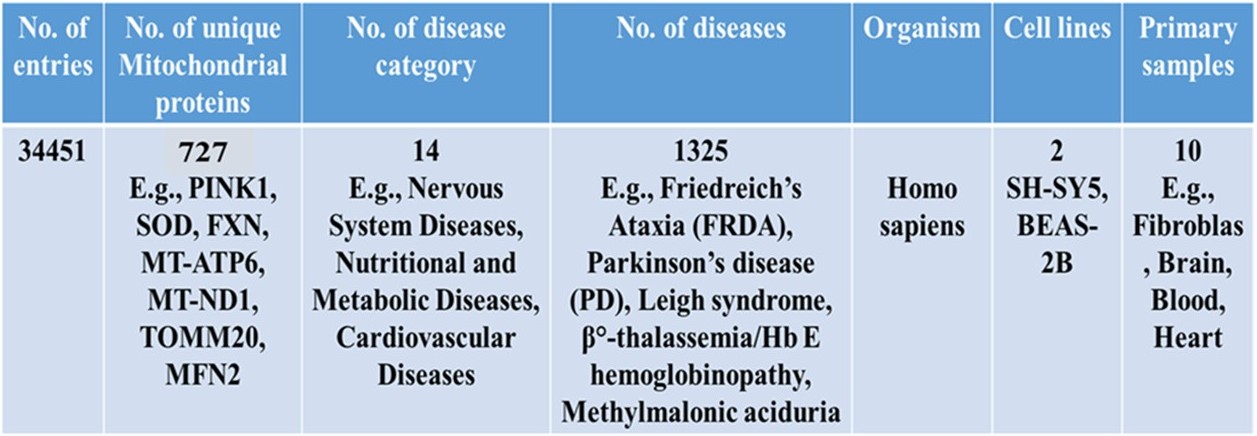 No. of
entries
No. of unique
Mitochondrial
proteins
No. of disease
category
No. of diseases
Organism
Cell lines
Primary
samples
34451
727
E.g., PINK1,
SOD, FXN,
MT-ATP6,
MT-ND1,
TOMM20,
MFN2
14
E.g., Nervous
System Diseases,
Nutritional and
Metabolic Diseases,
Cardiovascular
Diseases
1325
E.g., Friedreich's
Ataxia (FRDA),
Parkinson's disease
(PD), Leigh syndrome,
β°-thalassemia/Hb E
hemoglobinopathy,
Methylmalonic aciduria
Homo
sapiens
2
SH-SY5,
BEAS-
2B
10
E.g.,
Fibroblas
, Brain,
Blood,
Heart